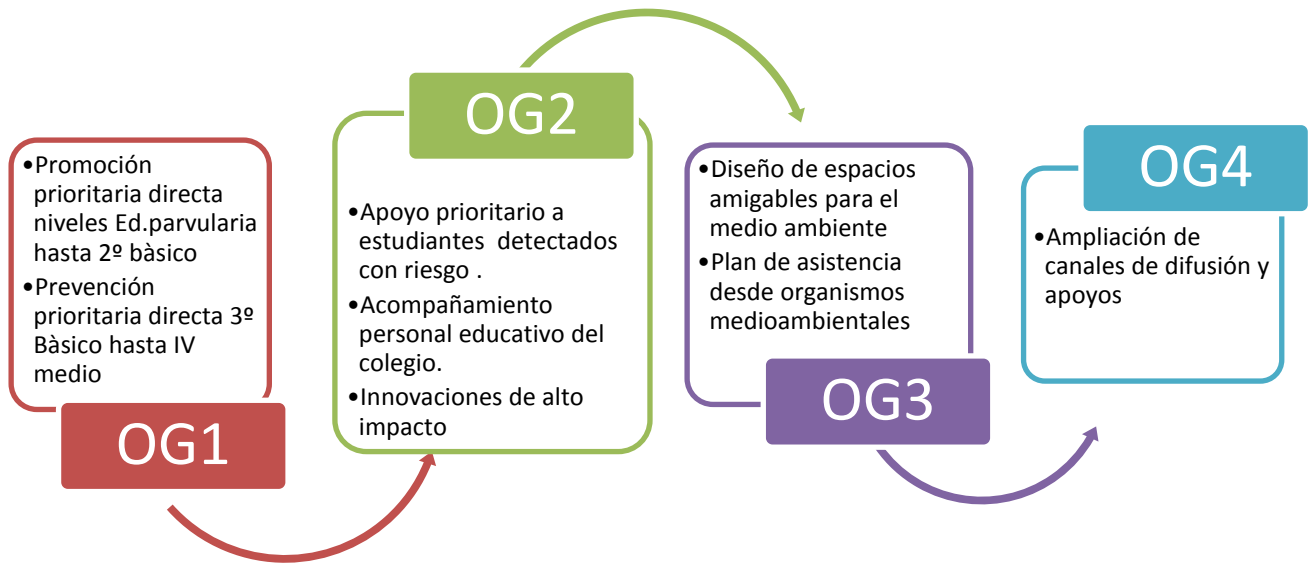 •Promoción
prioritaria directa
niveles Ed.parvularia
hasta 2º bàsico
•Prevención
prioritaria directa 3º
Bàsico hasta IV
medio
OG1
OG2
•Apoyo prioritario a
estudiantes detectados
con riesgo .
•Acompañamiento
personal educativo del
colegio.
•Innovaciones de alto
impacto
•Diseño de espacios
amigables para el
medio ambiente
•Plan de asistencia
desde organismos
medioambientales
OG3
OG4
•Ampliación de
canales de difusión y
apoyos